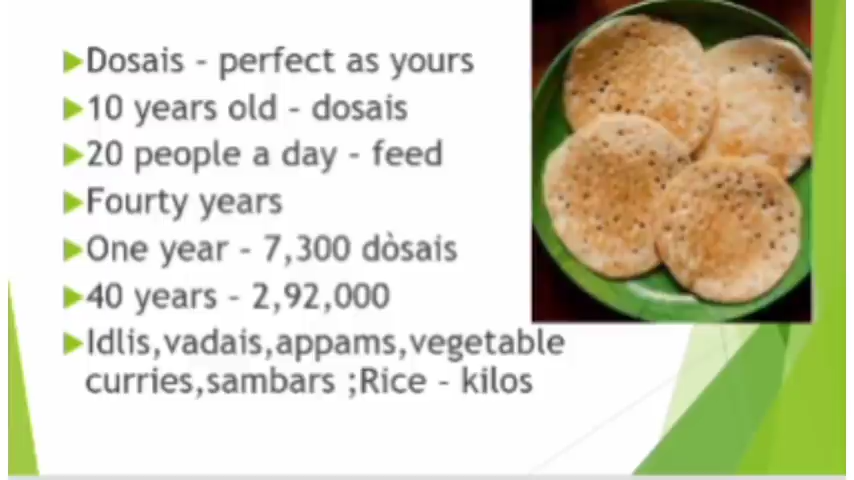 Dosais - perfect as yours
10 years old - dosais
20 people a day - feed
Fourty years
One year - 7,300 dòsais
40 years - 2,92,000
Idlis,vadais,appams,vegetable
curries,sambars ;Rice - kilos